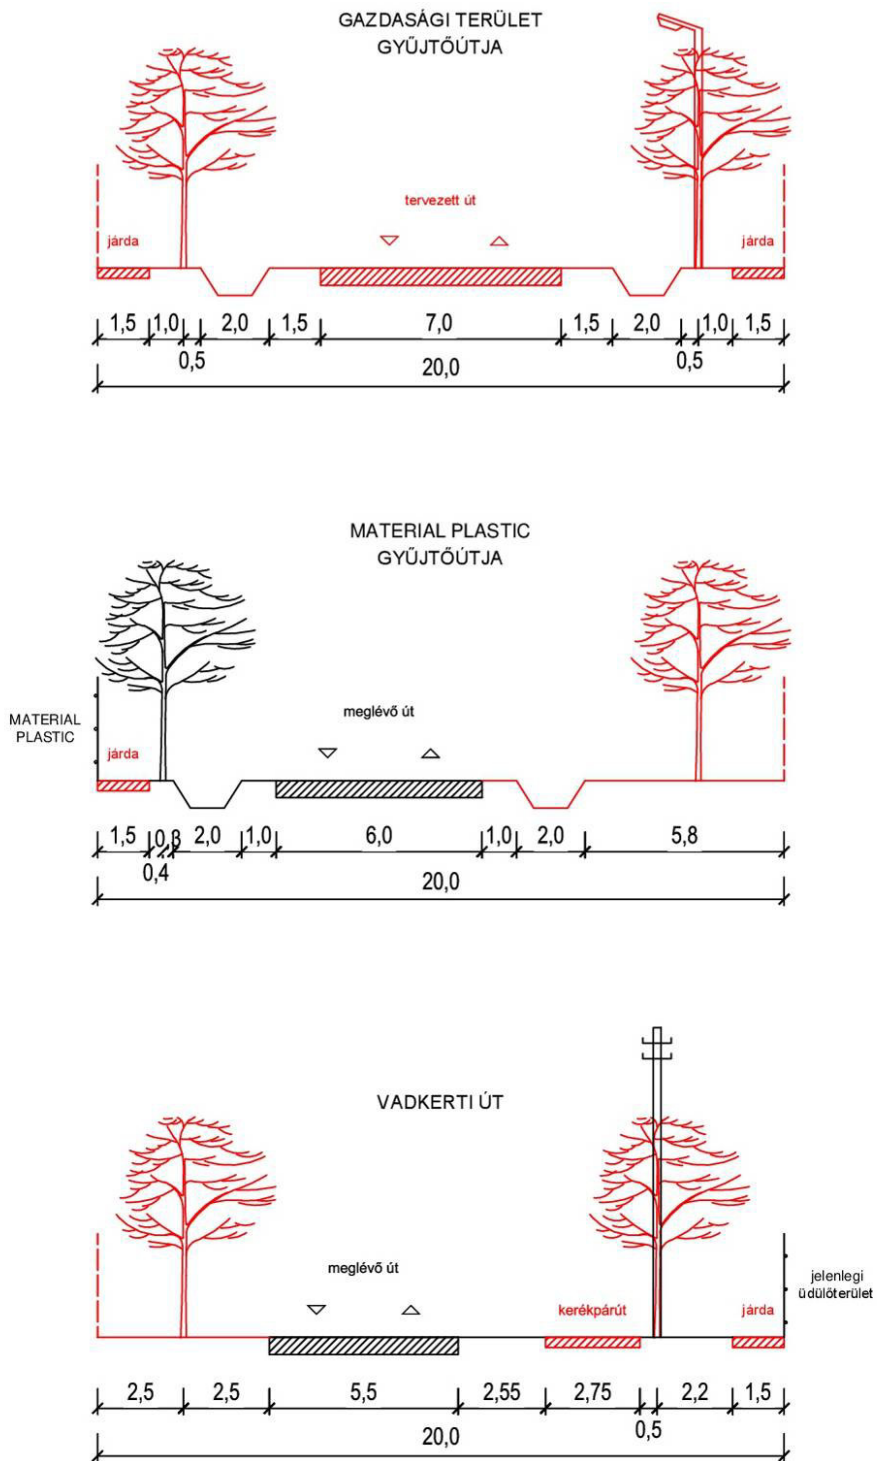 GAZDASÁGI TERÜLET
GYŰJTŐÚTJA
tervezett út
járda
járda
1,5 1,0 2,0 1,5 7,0 1,5 2,0 1,0 1,5
0,5 0,5
20,0
MATERIAL PLASTIC
GYŰJTŐÚTJA
MATERIAL
PLASTIC
meglévő út
járda
1,5 0,3 2,0 1,0 6,0 1,0 2,0 5,8
0,4
20,0
VADKERTI ÚT
meglévő út
jelenlegi
üdülőterület
kerékpárút
járda
2,5 2,5 5,5 2,55 2,75 2,2 1,5
0,5
20,0